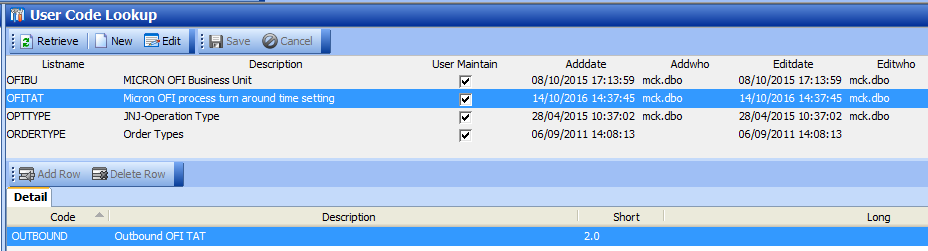 User Code Lookup
Retrieve New Edit Save Cancel
Listname Description User Maintain Adddate Addwho Editdate Editwho
OFIBU MICRON OFI Business Unit 08/10/2015 17:13:59 mck.dbo 08/10/2015 17:13:59 mck.dbo
OFITAT Micron OFI process turn around time setting 14/10/2016 14:37:45 mck.dbo 14/10/2016 14:37:45 mck.dbo
OPTTYPE JNJ-Operation Type 28/04/2015 10:37:02 mck.dbo 28/04/2015 10:37:02 mck.dbo
ORDERTYPE Order Types 06/09/2011 14:08:13 06/09/2011 14:08:13
Add Row Delete Row
Detail
Code Description Short Long
OUTBOUND Outbound OFI TAT 2.0